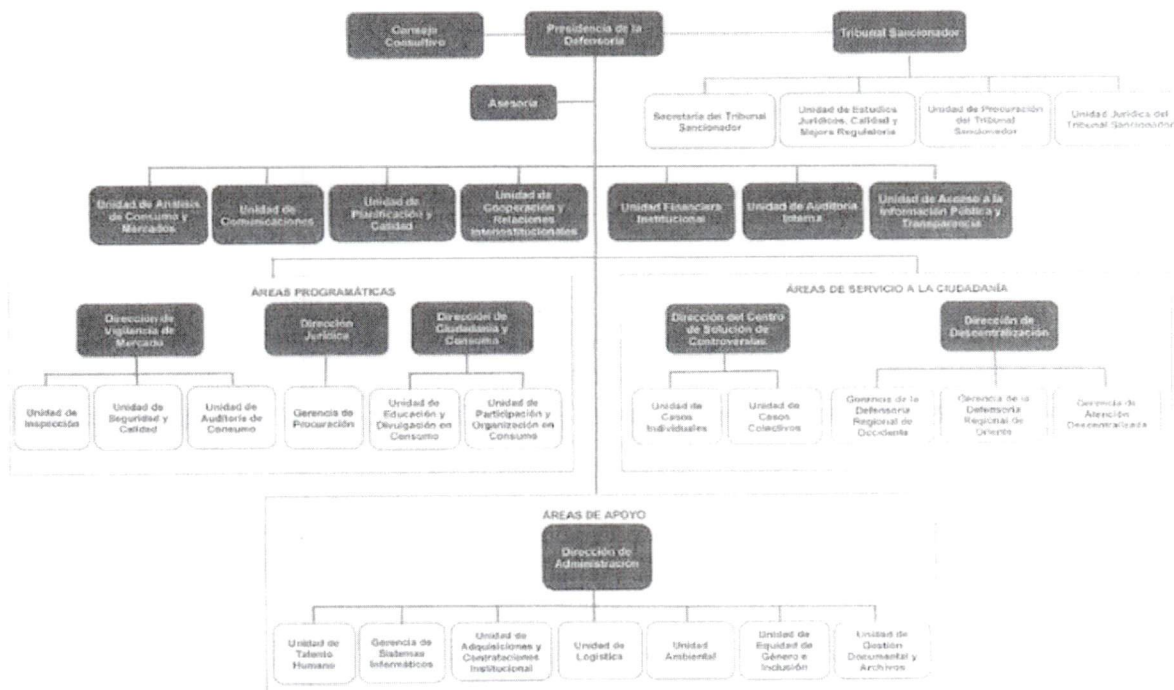 Consejo
Consultivo
Presidencia de la
Defensoría
Tribunal Sancionador
Asesoría
Secretaría del Tribunal
Sancionador
Unidad de Estudios
Jurídicos, Calidad y
Mejora Regulatoria
Unidad de Procuración
del Tribunal
Sancionador
Unidad Jurídica del
Tribunal Sancionador
Unidad de Análisis
de Consumo y
Mercados
Unidad de
Comunicaciones
Unidad de
Planificación y
Calidad
Unidad de
Cooperación y
Relaciones
Interinstitucionales
Unidad Financiera
Institucional
Unidad de Auditoría
Interna
Unidad de Acceso a la
Información Pública y
Transparencia
ÁREAS PROGRAMÁTICAS
Dirección de
Vigilancia de
Mercado
Dirección
Jurídica
Dirección de
Ciudadanía y
Consumo
Unidad de
Inspección
Unidad de
Seguridad y
Calidad
Unidad de
Auditoría de
Consumo
Gerencia de
Procuración
Unidad de
Educación y
Divulgación en
Consumo
Unidad de
Participación y
Organización en
Consumo
ÁREAS DE SERVICIO A LA CIUDADANÍA
Dirección del Centro
de Solución de
Controversias
Dirección de
Descentralización
Unidad de
Casos
Individuales
Unidad de
Casos
Colectivos
Gerencia de la
Defensoría
Regional de
Occidente
Gerencia de la
Defensoría
Regional de
Oriente
Gerencia de
Atención
Descentralizada
ÁREAS DE APOYO
Dirección de
Administración
Unidad de
Talento
Humano
Gerencia de
Sistemas
Informáticos
Unidad de
Adquisiciones y
Contrataciones
Institucional
Unidad de
Logística
Unidad
Ambiental
Unidad de
Equidad de
Género e
Inclusión
Unidad de
Gestión
Documental y
Archivos